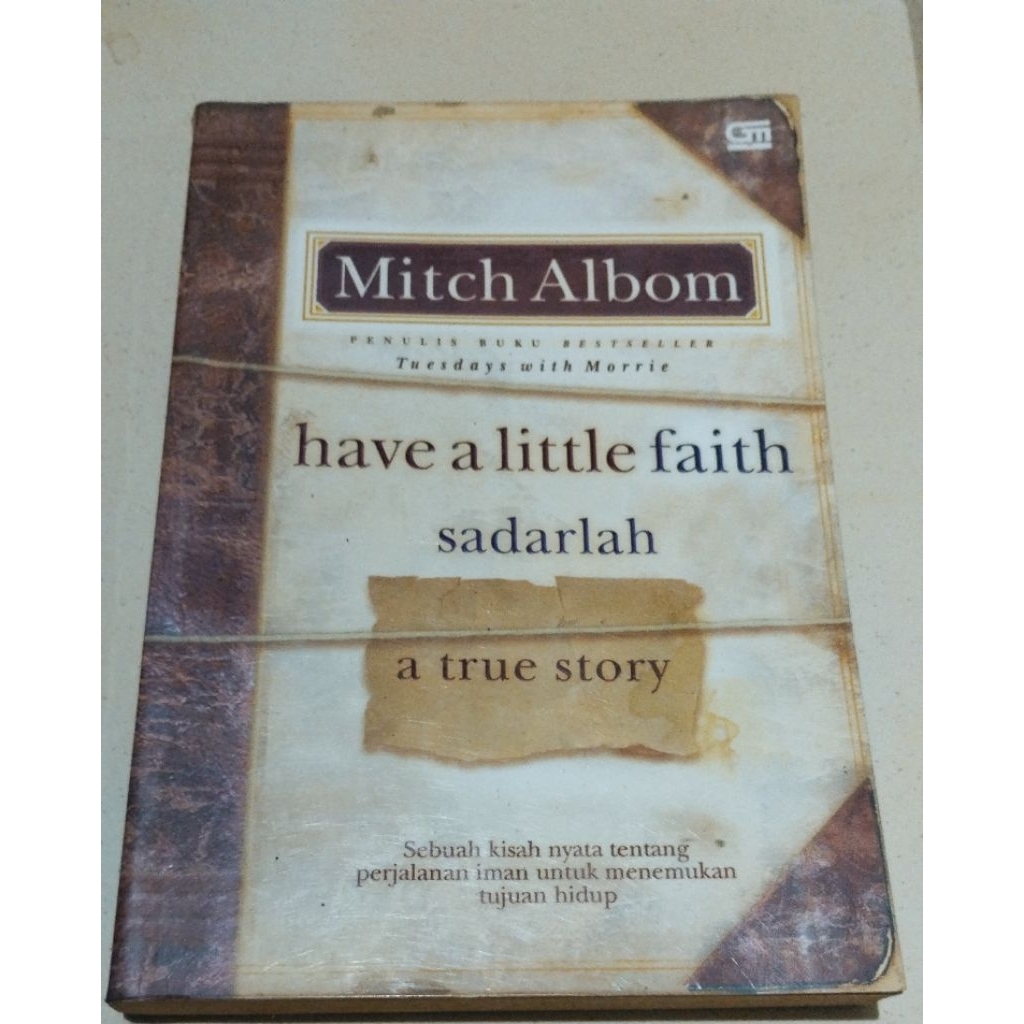 GM
Mitch Albom
PENULIS BUKU BESTSELLER
Tuesdays with Morrie
have a little faith
sadarlah
a true story
Sebuah kisah nyata tentang
perjalanan iman untuk menemukan
tujuan hidup